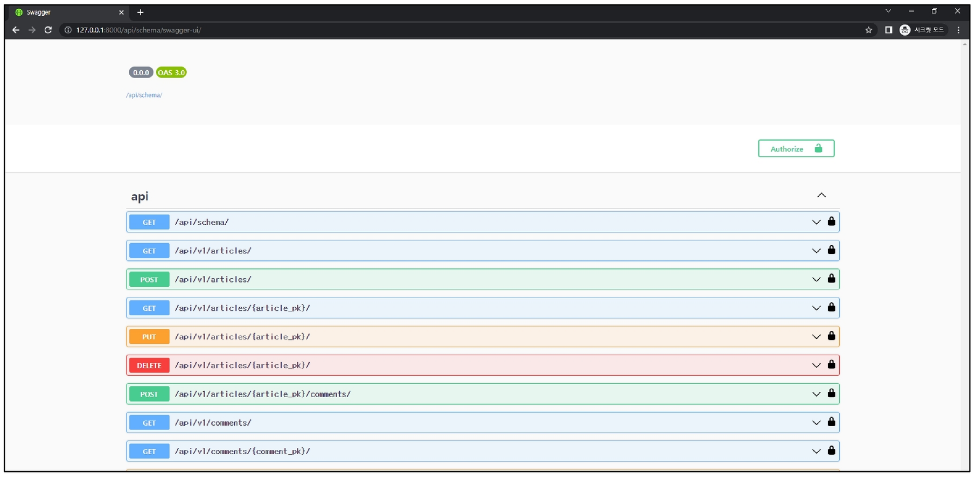 Swagger
127.0.0.1:8000/api/schema/swagger-ui/
시크릿 모드
0.0.0 OAS 3.0
/api/schema/
Authorize
api
GET /api/schema/
GET /api/v1/articles/
POST /api/v1/articles/
GET /api/v1/articles/{article_pk}/
PUT /api/v1/articles/{article_pk}/
DELETE /api/v1/articles/{article_pk}/
POST /api/v1/articles/{article_pk}/comments/
GET /api/v1/comments/
GET /api/v1/comments/{comment_pk}/